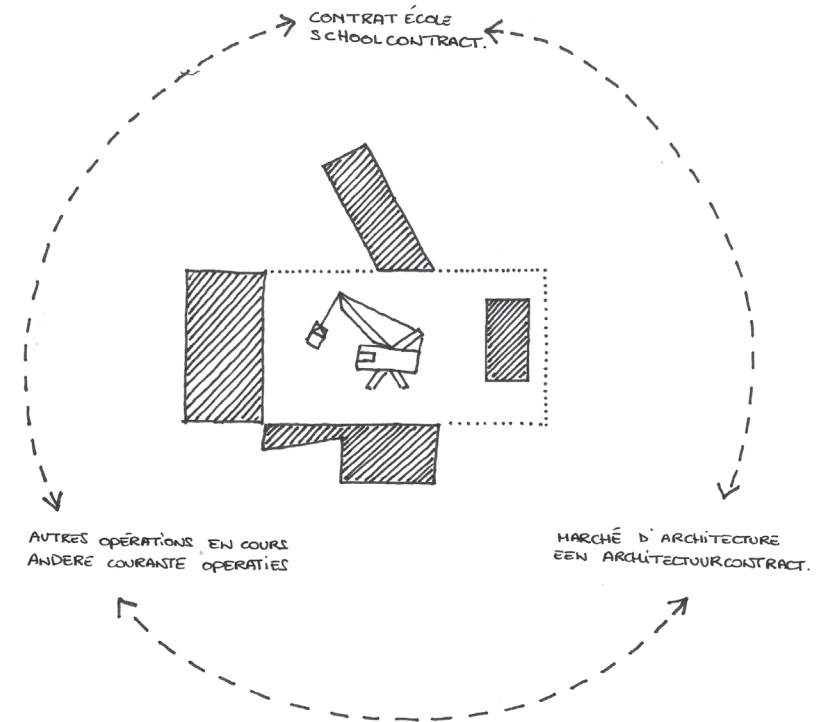 CONTRAT ÉCOLE
SCHOOLCONTRACT.
AUTRES OPÉRATIONS EN COURS
ANDERE COURANTE OPERATIES
MARCHÉ D'ARCHITECTURE
EEN ARCHITECTUURCONTRACT.